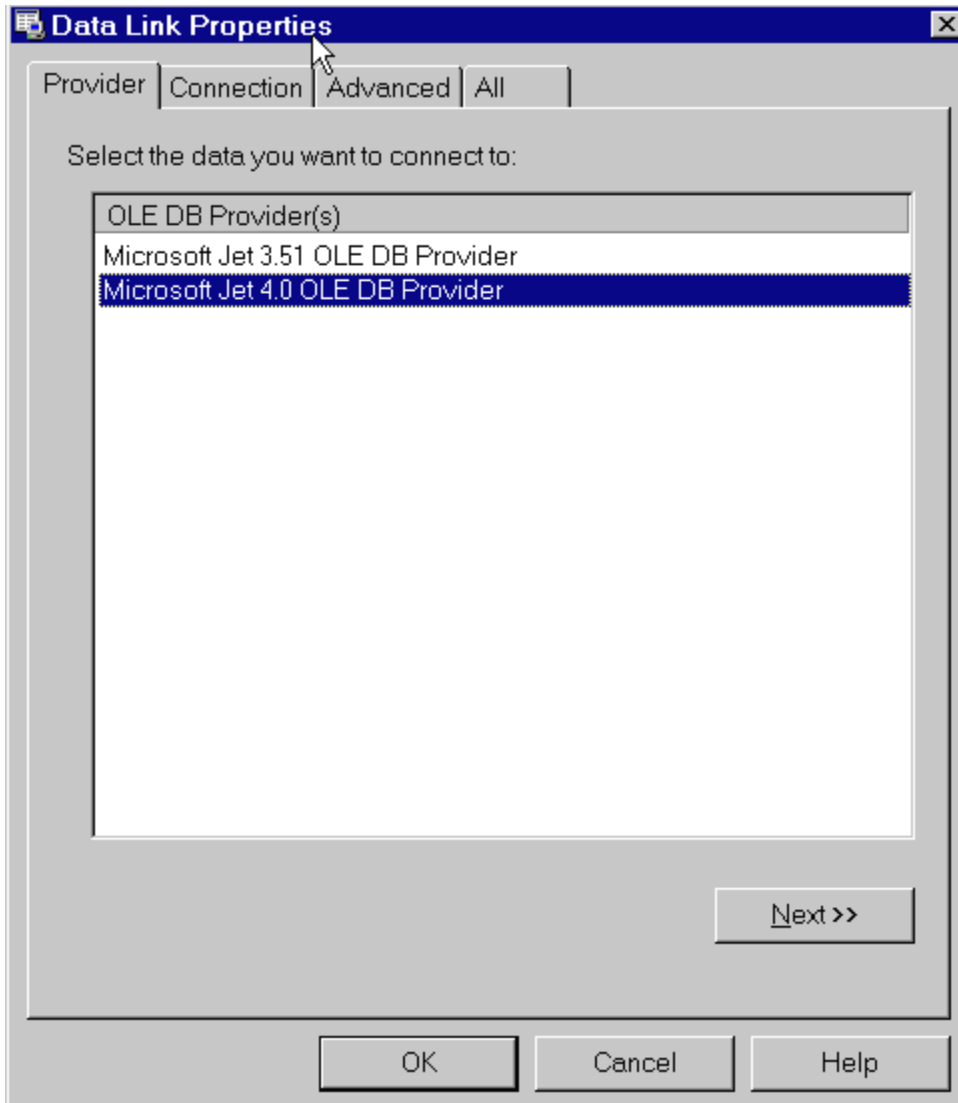 Data Link Properties
Provider Connection Advanced All
Select the data you want to connect to:
OLE DB Provider(s)
Microsoft Jet 3.51 OLE DB Provider
Microsoft Jet 4.0 OLE DB Provider
Next >>
OK Cancel Help